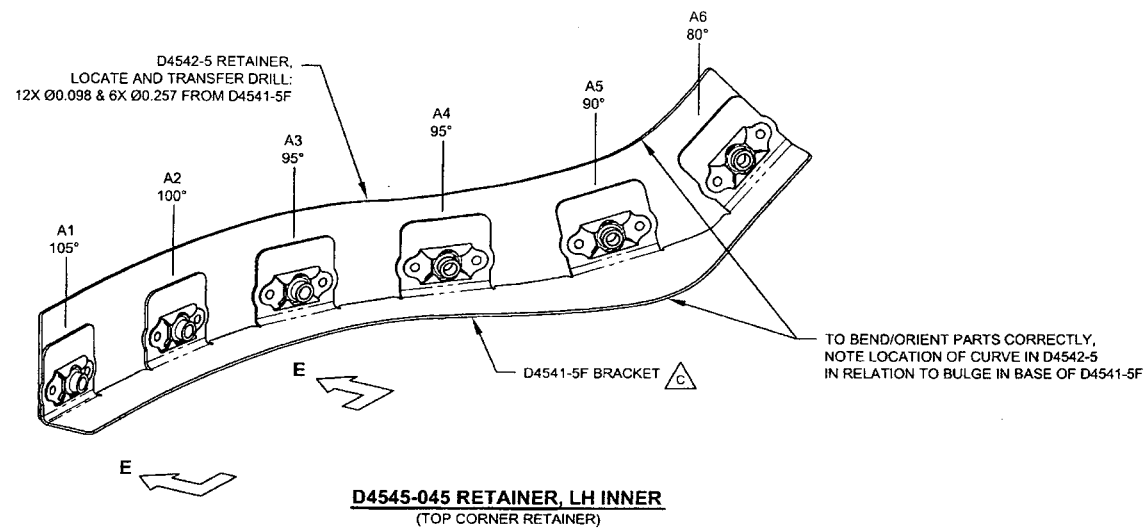 A6
80°
D4542-5 RETAINER,
LOCATE AND TRANSFER DRILL:
12X Ø0.098 & 6X Ø0.257 FROM D4541-5F
A5
90°
A4
95°
A3
95°
A2
100°
A1
105°
TO BEND/ORIENT PARTS CORRECTLY,
NOTE LOCATION OF CURVE IN D4542-5
IN RELATION TO BULGE IN BASE OF D4541-5F
E
D4541-5F BRACKET C
E
D4545-045 RETAINER, LH INNER
(TOP CORNER RETAINER)